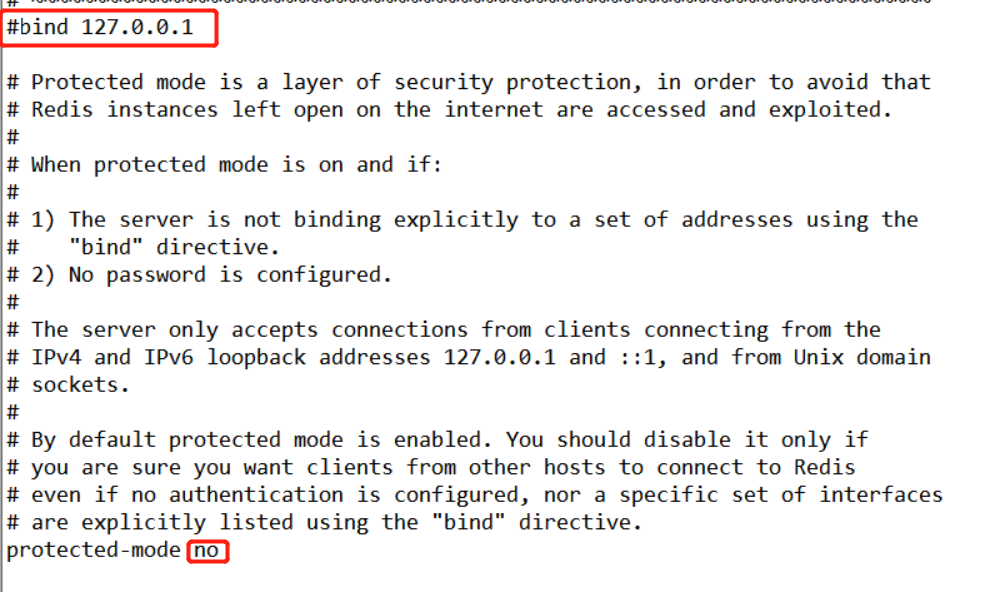 #bind 127.0.0.1
# Protected mode is a layer of security protection, in order to avoid that
# Redis instances left open on the internet are accessed and exploited.
#
# When protected mode is on and if:
#
# 1) The server is not binding explicitly to a set of addresses using the
#    "bind" directive.
# 2) No password is configured.
#
# The server only accepts connections from clients connecting from the
# IPv4 and IPv6 loopback addresses 127.0.0.1 and ::1, and from Unix domain
# sockets.
#
# By default protected mode is enabled. You should disable it only if
# you are sure you want clients from other hosts to connect to Redis
# even if no authentication is configured, nor a specific set of interfaces
# are explicitly listed using the "bind" directive.
protected-mode no